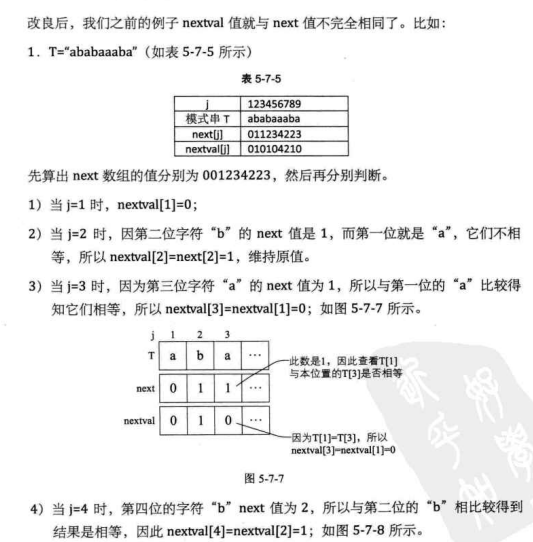 改良后，我们之前的例子 nextval 值就与 next 值不完全相同了。比如：
1．T=“ababaaaba”（如表 5-7-5 所示）
表 5-7-5
j 123456789
模式串 T ababaaaba
next[j] 011234223
nextval[j] 010104210
先算出 next 数组的值分别为 001234223，然后再分别判断。
1）当 j=1 时，nextval[1]=0；
2）当 j=2 时，因第二位字符“b”的 next 值是 1，而第一位就是“a”，它们不相
等，所以 nextval[2]=next[2]=1，维持原值。
3）当 j=3 时，因为第三位字符“a”的 next 值为 1，所以与第一位的“a”比较得
知它们相等，所以 nextval[3]=nextval[1]=0；如图 5-7-7 所示。
j 1 2 3
T a b a …
此数是1，因此查看T[1]
与本位置的T[3]是否相等
next 0 1 1 …
nextval 0 1 0 …
因为T[1]=T[3]，所以
nextval[3]=nextval[1]=0
图 5-7-7
4）当 j=4 时，第四位的字符“b”next 值为 2，所以与第二位的“b”相比较得到
结果是相等，因此 nextval[4]=nextval[2]=1；如图 5-7-8 所示。